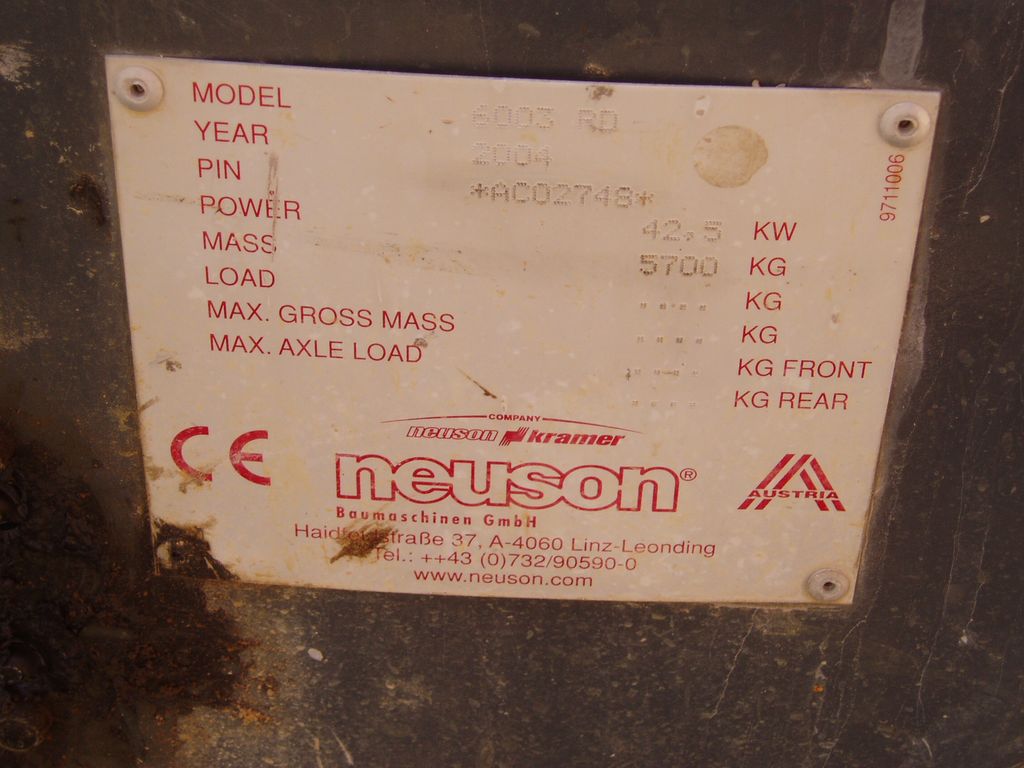 MODEL 6003 RD
YEAR 2004
PIN *AC02748*
POWER 42,5 KW
MASS 5700 KG
LOAD ---- KG
MAX. GROSS MASS ---- KG
MAX. AXLE LOAD ---- KG FRONT
---- KG REAR
9711006
COMPANY
neuson kramer
CE
neuson®
AUSTRIA
Baumaschinen GmbH
Haidfeldstraße 37, A-4060 Linz-Leonding
Tel.: ++43 (0)732/90590-0
www.neuson.com